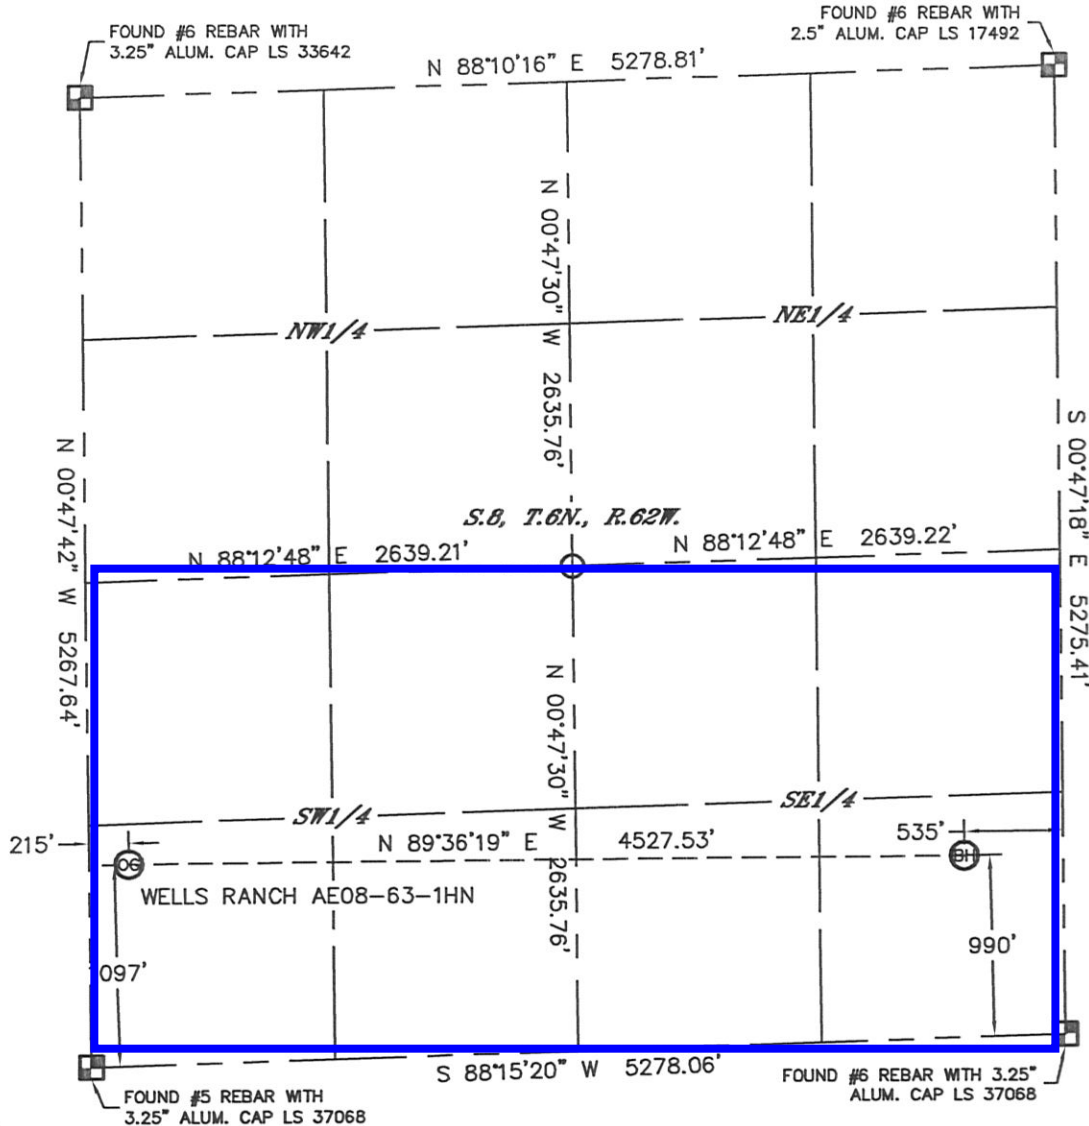 FOUND #6 REBAR WITH
3.25" ALUM. CAP LS 33642
FOUND #6 REBAR WITH
2.5" ALUM. CAP LS 17492
N 88°10'16" E 5278.81'
N 00°47'30" W 2635.76'
NW1/4
NE1/4
N 00°47'42" W 5267.64'
S 00°47'18" E 5275.41'
S.8, T.6N., R.62W.
N 88°12'48" E 2639.21'
N 88°12'48" E 2639.22'
N 00°47'30" W 2635.76'
SW1/4
SE1/4
215'
N 89°36'19" E 4527.53'
535'
OG
BH
WELLS RANCH AE08-63-1HN
097'
990'
S 88°15'20" W 5278.06'
FOUND #5 REBAR WITH
3.25" ALUM. CAP LS 37068
FOUND #6 REBAR WITH 3.25"
ALUM. CAP LS 37068